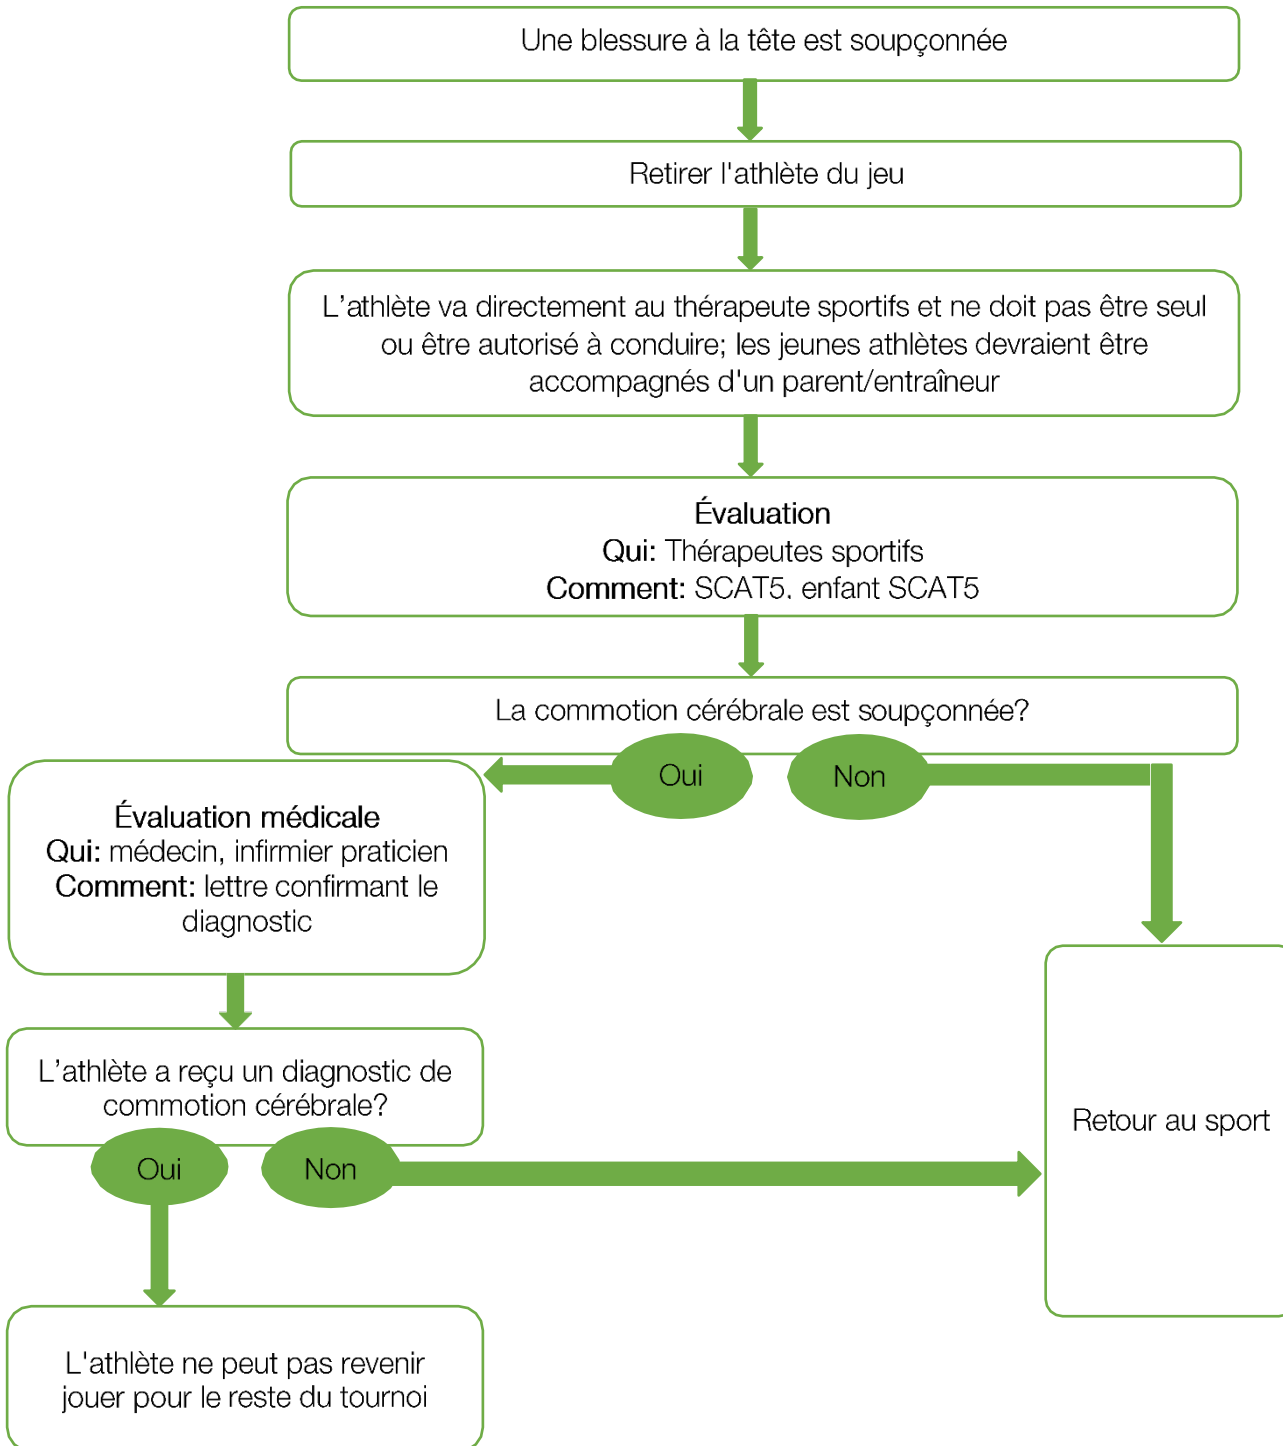 Une blessure à la tête est soupçonnée
Retirer l'athlète du jeu
L'athlète va directement au thérapeute sportifs et ne doit pas être seul
ou être autorisé à conduire; les jeunes athlètes devraient être
accompagnés d'un parent/entraîneur
Évaluation
Qui: Thérapeutes sportifs
Comment: SCAT5. enfant SCAT5
La commotion cérébrale est soupçonnée?
Oui
Non
Évaluation médicale
Qui: médecin, infirmier praticien
Comment: lettre confirmant le
diagnostic
L'athlète a reçu un diagnostic de
commotion cérébrale?
Oui
Non
Retour au sport
L'athlète ne peut pas revenir
jouer pour le reste du tournoi